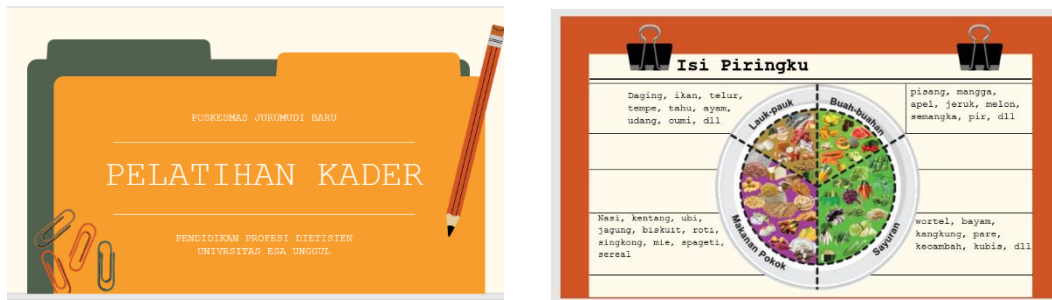 PUSKESMAS JURUMUDI BARU
PELATIHAN KADER
PENDIDIKAN PROFESI DIETISIEN
UNIVRSITAS ESA UNGGUL
Isi Piringku
Daging, ikan, telur,
tempe, tahu, ayam,
udang, cumi, dll
pisang, mangga,
apel, jeruk, melon,
semangka, pir, dll
Lauk-pauk
Buah-buahan
Nasi, kentang, ubi,
jagung, biskuit, roti,
singkong, mie, spageti,
sereal
Makanan Pokok
Sayuran
wortel, bayam,
kangkung, pare,
kecambah, kubis, dll